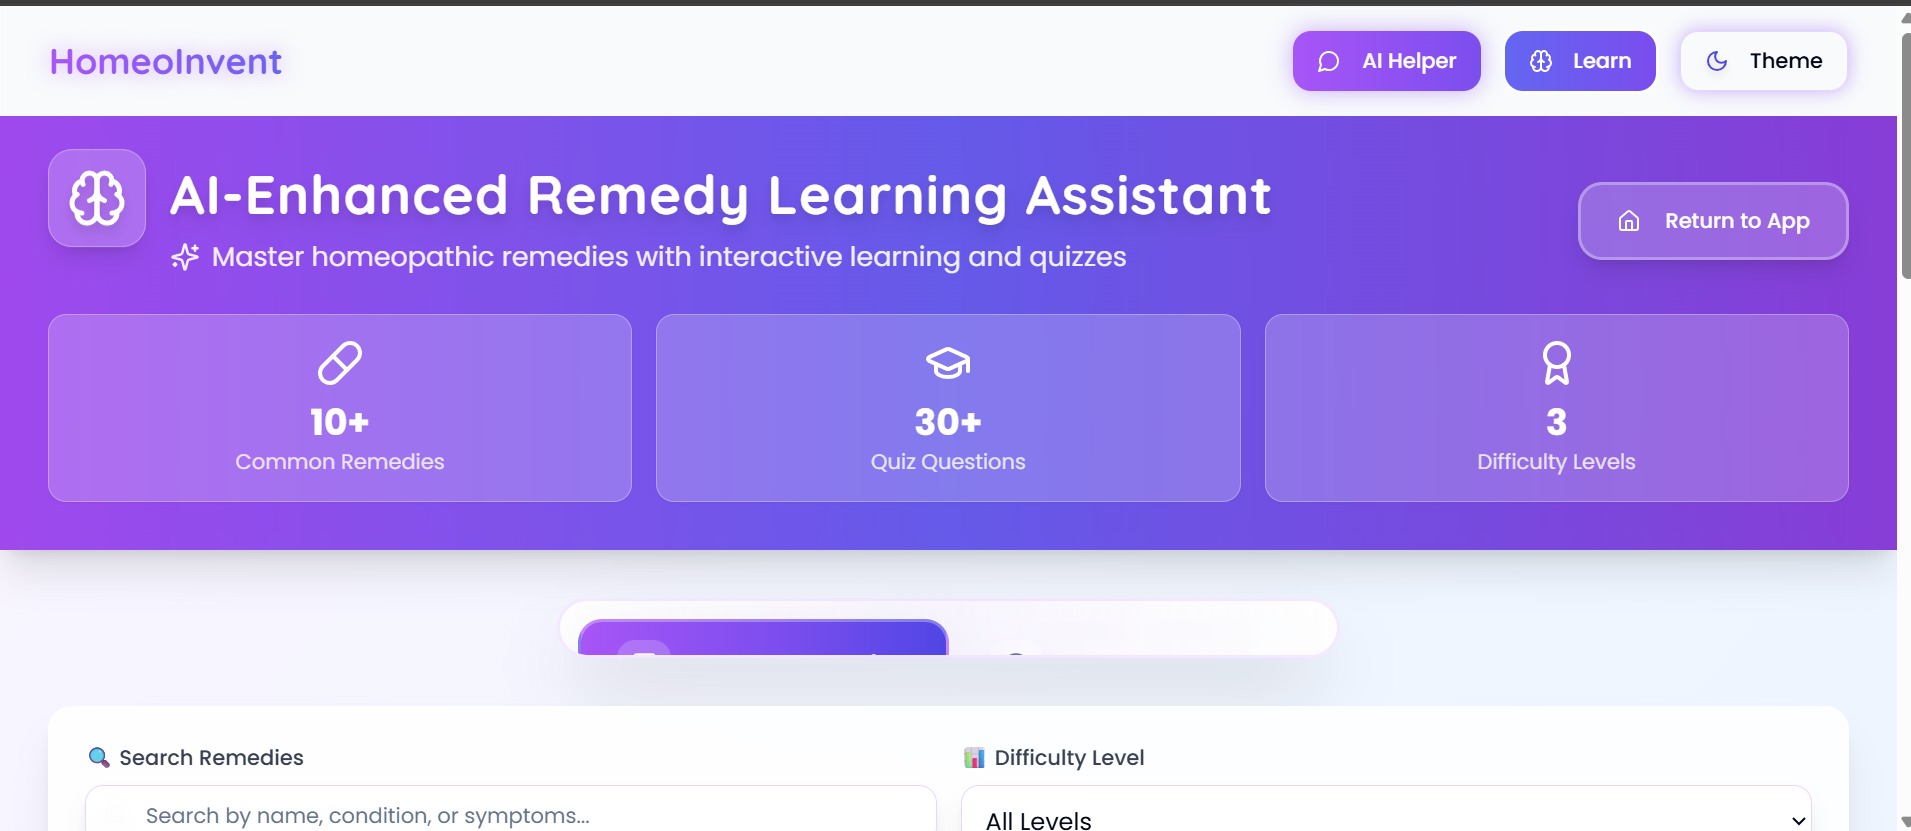 HomeoInvent
AI Helper
Learn
Theme
AI-Enhanced Remedy Learning Assistant
Master homeopathic remedies with interactive learning and quizzes
Return to App
10+
Common Remedies
30+
Quiz Questions
3
Difficulty Levels
Search Remedies
Difficulty Level
Search by name, condition, or symptoms...
All Levels